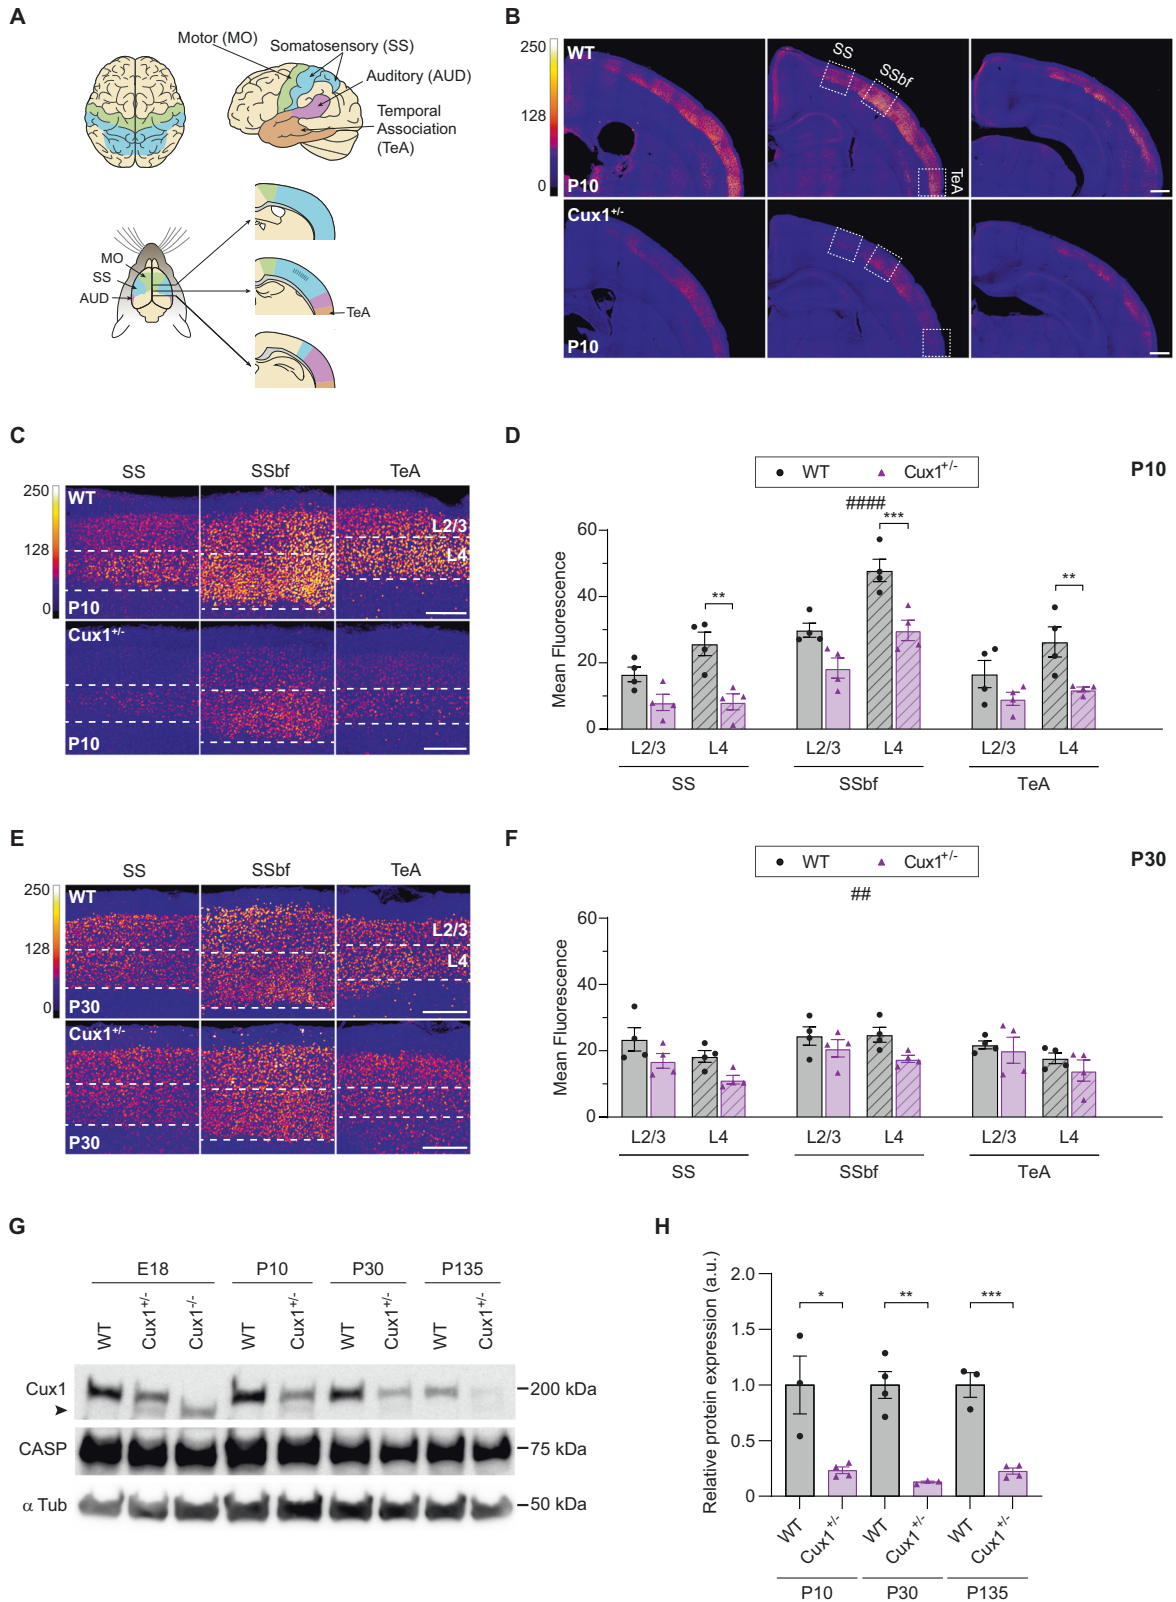 A
Motor (MO)
Somatosensory (SS)
Auditory (AUD)
Temporal
Association
(TeA)
MO
SS
AUD
TeA
B
250
128
0
WT
P10
SS
SSbf
TeA
Cux1+/-
P10
C
SS
SSbf
TeA
250
128
0
WT
L2/3
L4
P10
Cux1+/-
P10
D
WT
Cux1+/-
P10
####
***
**
**
Mean Fluorescence
60
40
20
0
L2/3
L4
L2/3
L4
L2/3
L4
SS
SSbf
TeA
E
SS
SSbf
TeA
250
128
0
WT
L2/3
L4
P30
Cux1+/-
P30
F
WT
Cux1+/-
P30
##
Mean Fluorescence
60
40
20
0
L2/3
L4
L2/3
L4
L2/3
L4
SS
SSbf
TeA
G
E18
P10
P30
P135
WT
Cux1+/-
Cux1-/-
WT
Cux1+/-
WT
Cux1+/-
WT
Cux1+/-
Cux1
200 kDa
CASP
75 kDa
α Tub
50 kDa
H
Relative protein expression (a.u.)
2.0
1.5
1.0
0.5
0
*
**
***
WT
Cux1+/-
WT
Cux1+/-
WT
Cux1+/-
P10
P30
P135